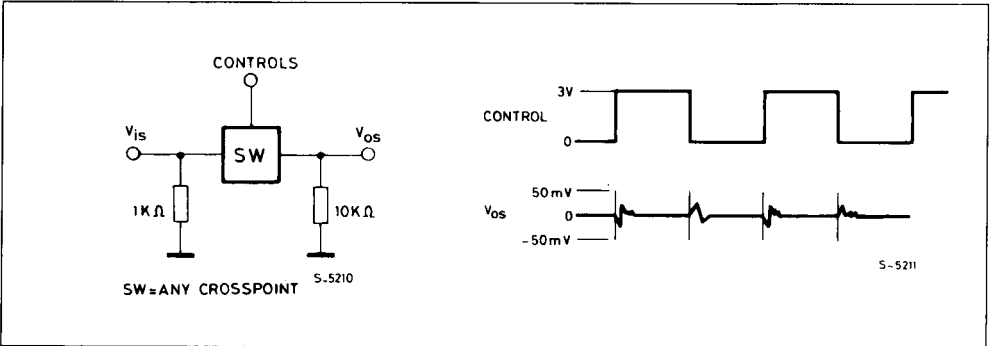 CONTROLS
Vis
Vos
SW
1KΩ
10KΩ
SW=ANY CROSSPOINT
S-5210
3V
CONTROL
0
50mV
Vos
0
-50mV
S-5211